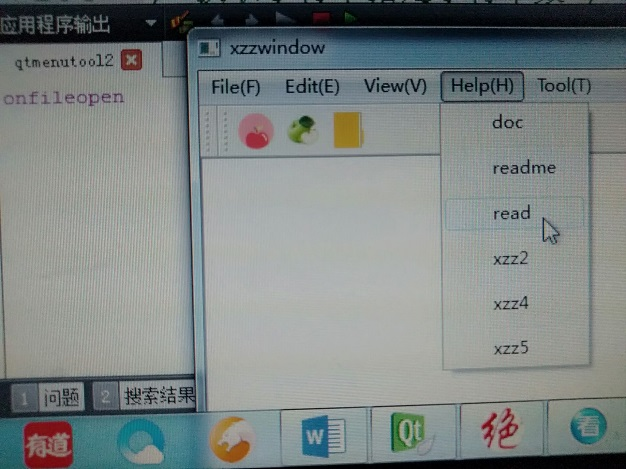 应用程序输出
qtmenutool2
onfileopen
xzzwindow
File(F) Edit(E) View(V) Help(H) Tool(T)
doc
readme
read
xzz2
xzz4
xzz5
1 问题 2 搜索结果
有道 W Qt 绝 看